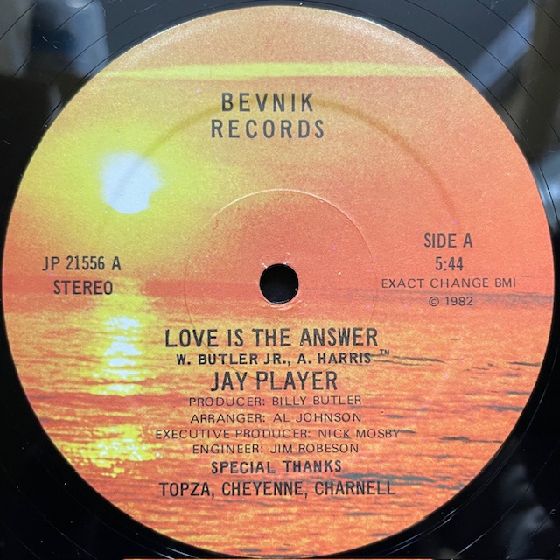 BEVNIK
RECORDS
JP 21556 A
STEREO
SIDE A
5:44
EXACT CHANGE BMI
© 1982
LOVE IS THE ANSWER
W. BUTLER JR., A. HARRIS ™
JAY PLAYER
PRODUCER: BILLY BUTLER
ARRANGER: AL JOHNSON
EXECUTIVE PRODUCER: NICK MOSBY
ENGINEER: JIM ROBESON
SPECIAL THANKS
TOPZA, CHEYENNE, CHARNELL